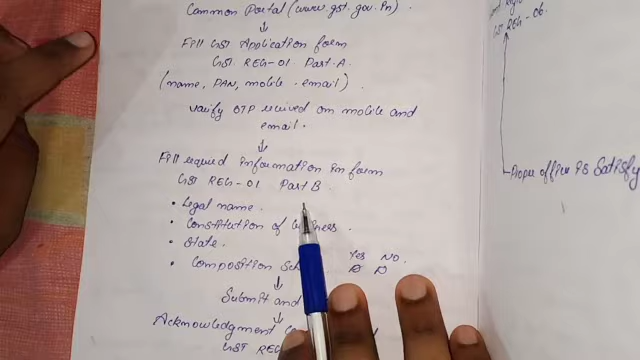 Common Portal (www.gst.gov.in).
Fill GST Application form
GST REG-01 Part-A
(name, PAN, mobile. email).
verify OTP recived on mobile and
email.
Fill required information in form
GST REG-01 Part B
• Legal name.
• Constitution of
• State.
• Composition Yes No.
Submit and
Acknowledgment
GST REG
GST REG-06
Proper officer is satisfy